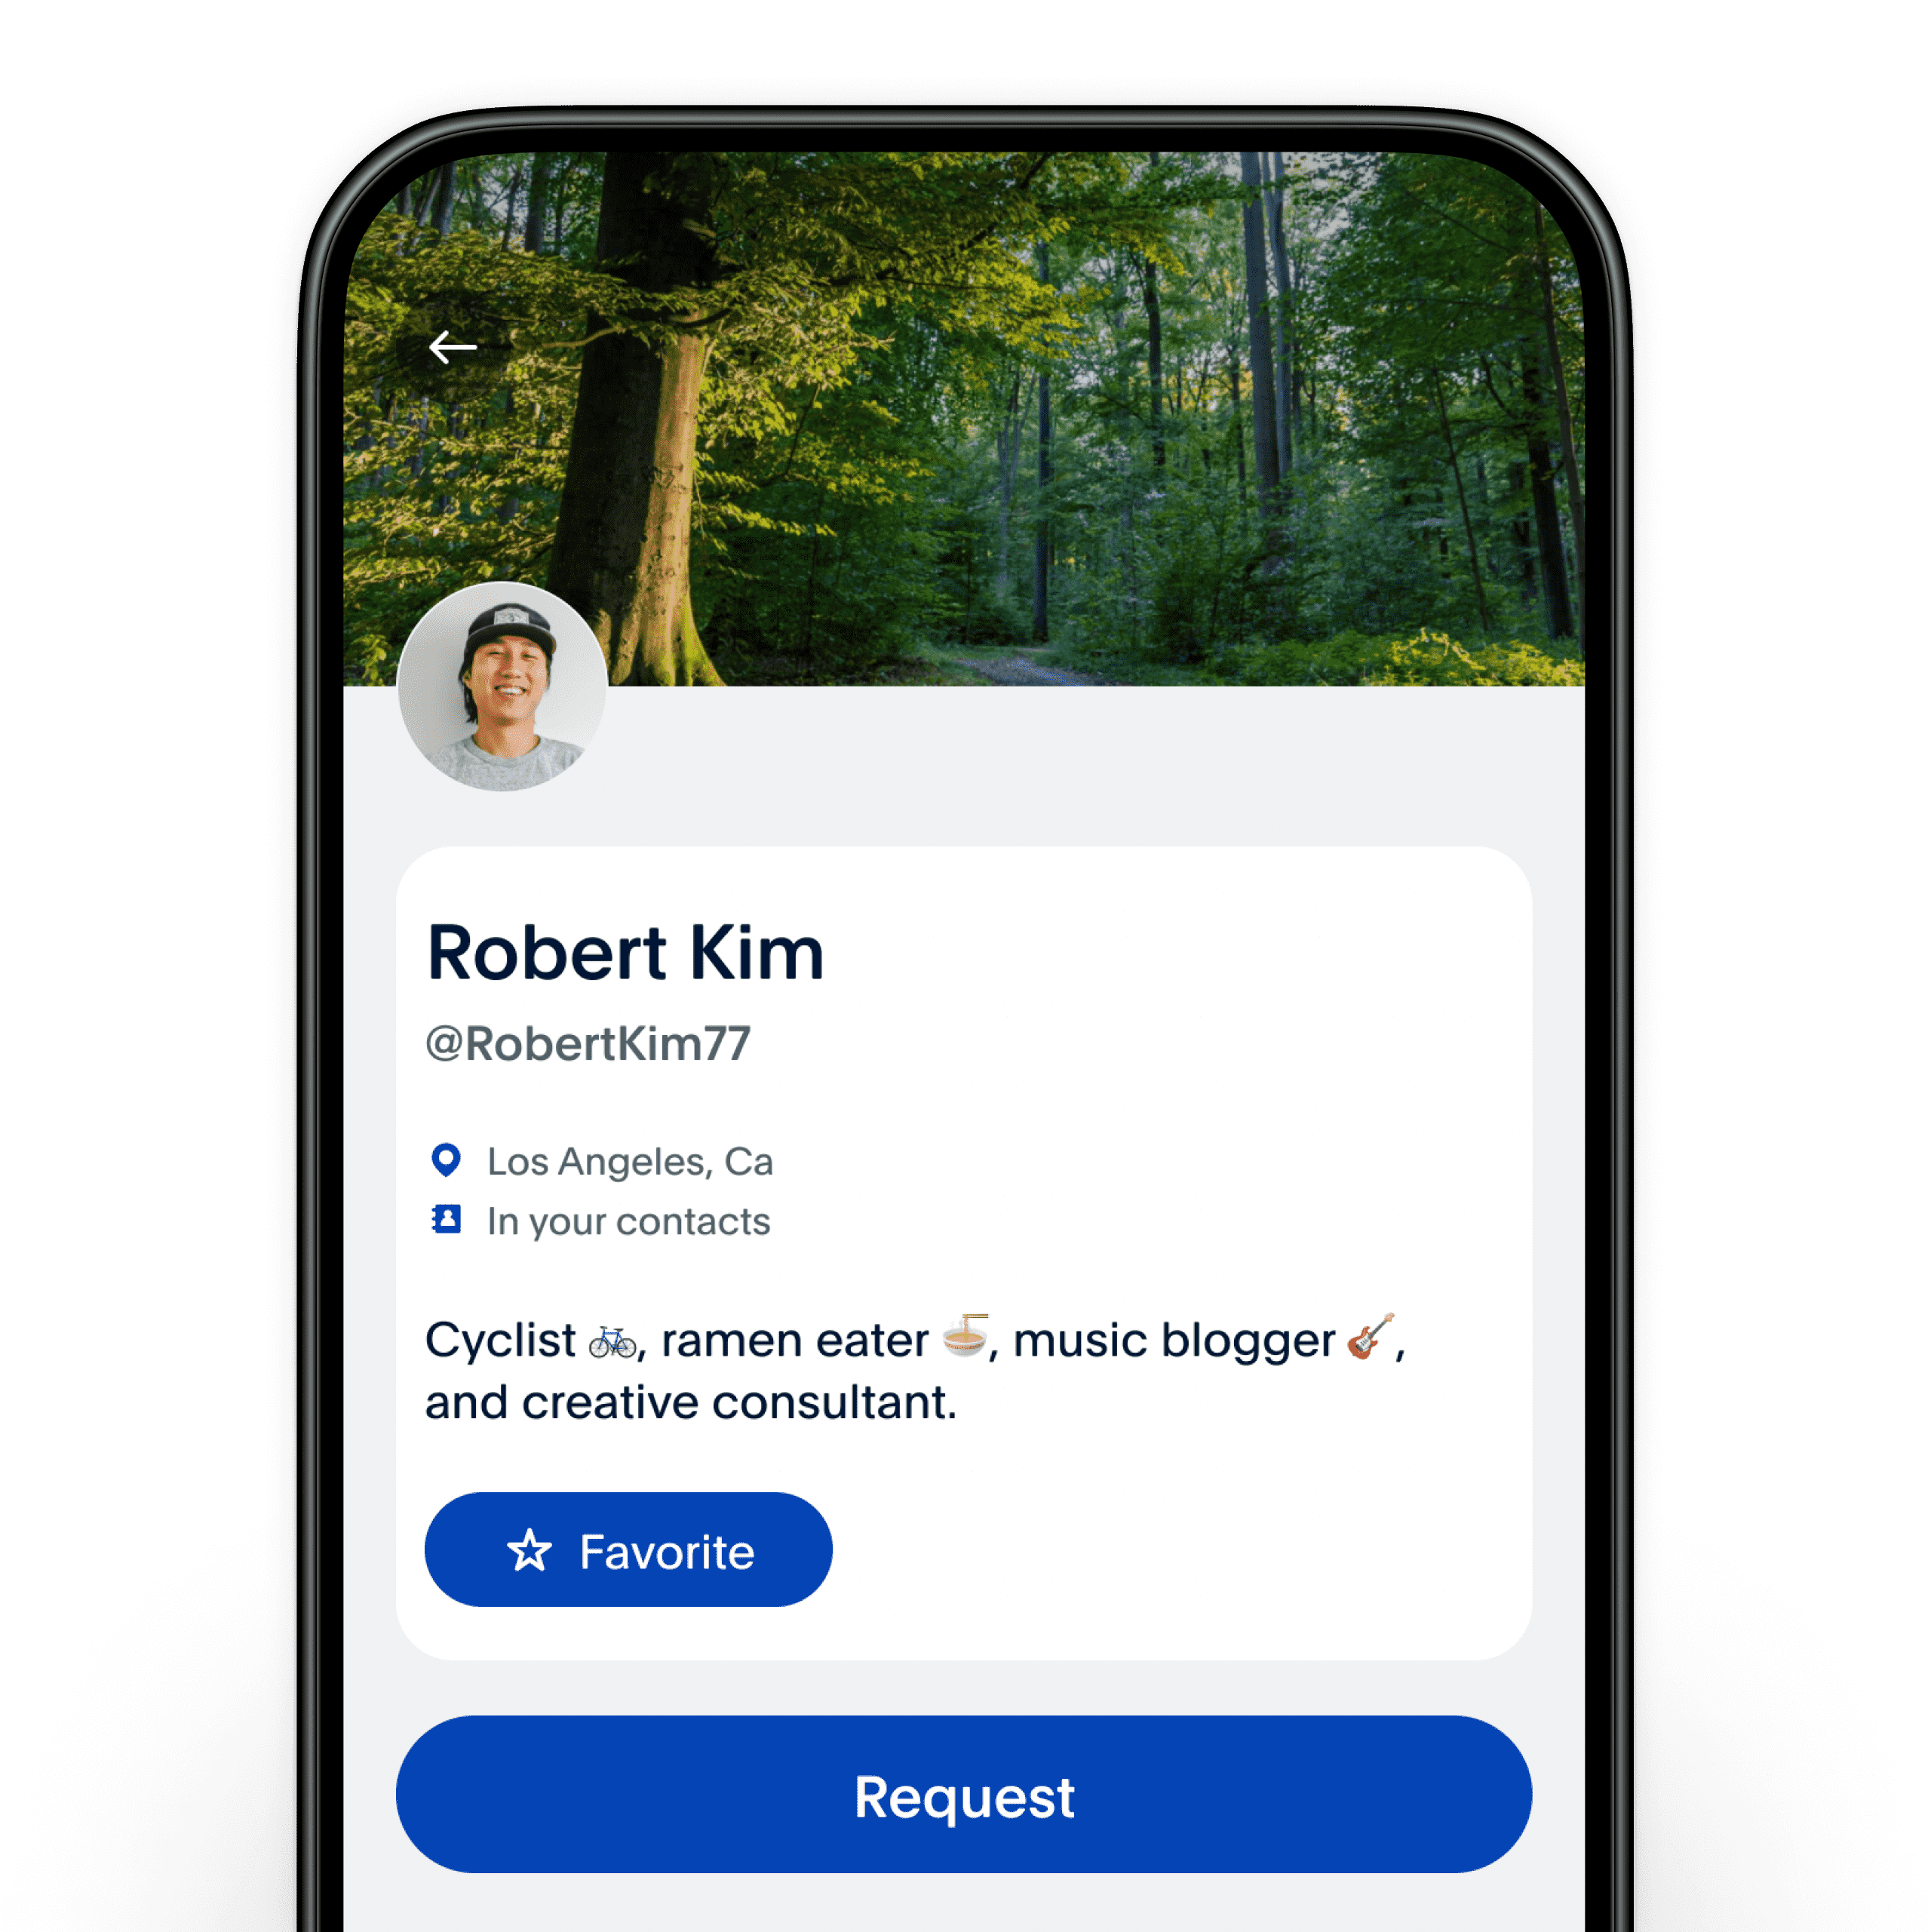 Robert Kim
@RobertKim77
Los Angeles, Ca
In your contacts
Cyclist 🚲, ramen eater 🍜, music blogger 🎸,
and creative consultant.
Favorite
Request